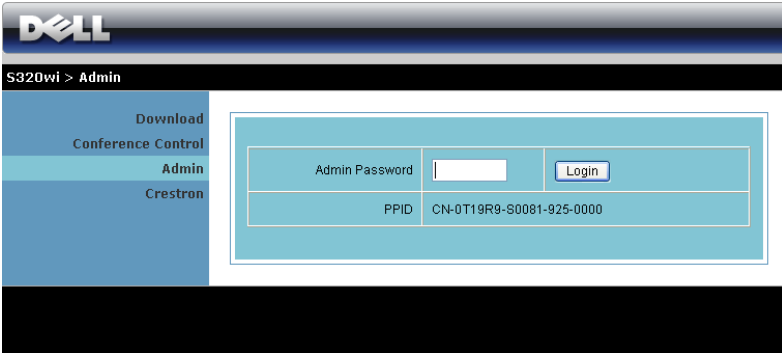 DELL
S320wi > Admin
Download
Conference Control
Admin
Crestron
Admin Password
Login
PPID
CN-0T19R9-S0081-925-0000